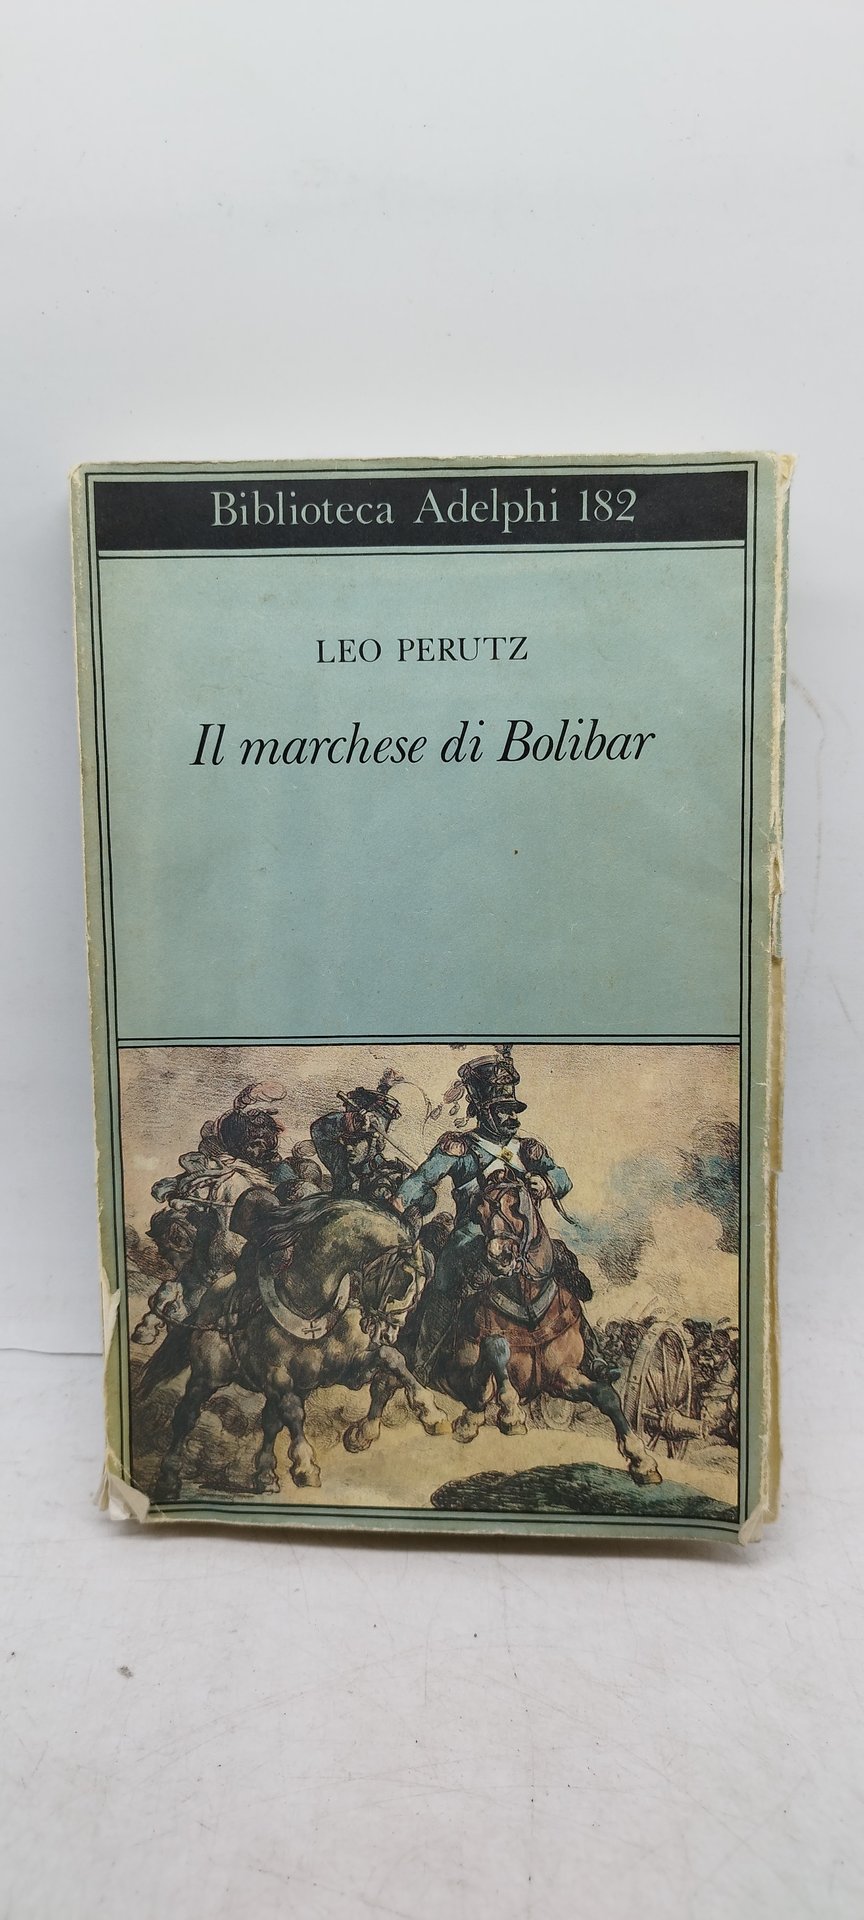 Biblioteca Adelphi 182
LEO PERUTZ
Il marchese di Bolibar